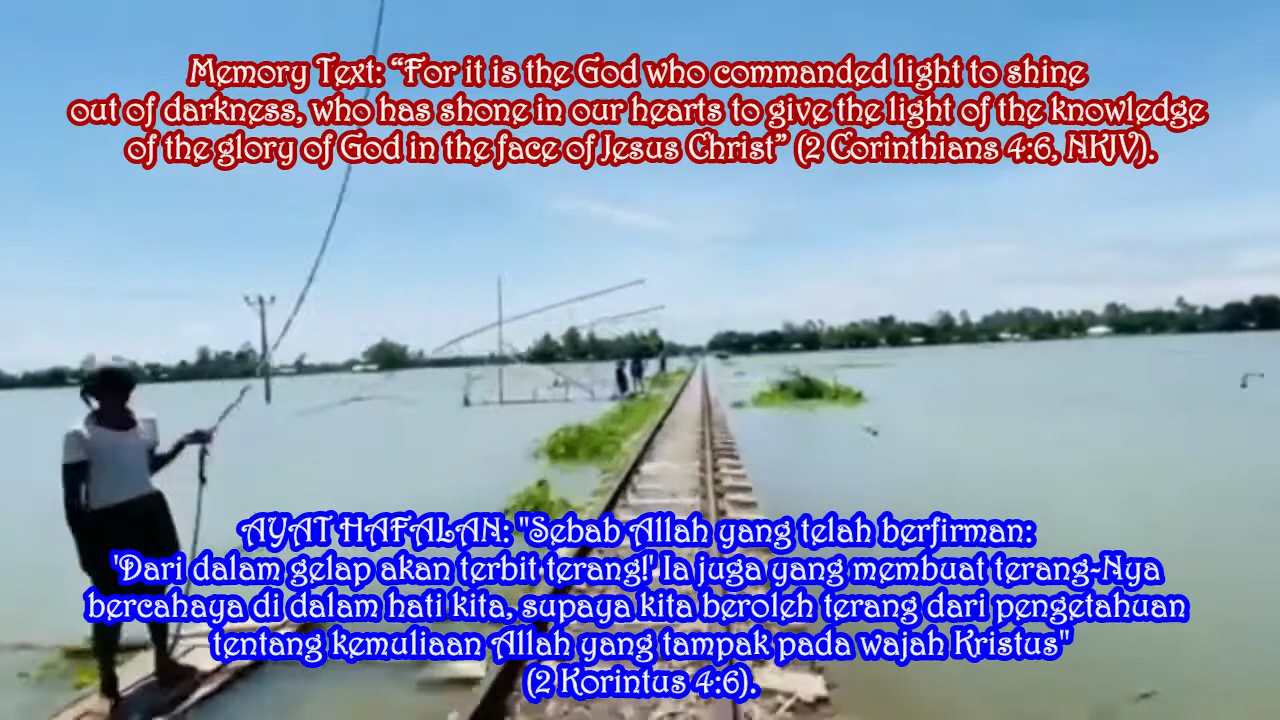 Memory Text: “For it is the God who commanded light to shine
out of darkness, who has shone in our hearts to give the light of the knowledge
of the glory of God in the face of Jesus Christ” (2 Corinthians 4:6, NKJV).
AYAT HAFALAN: "Sebab Allah yang telah berfirman:
'Dari dalam gelap akan terbit terang!' Ia juga yang membuat terang-Nya
bercahaya di dalam hati kita, supaya kita beroleh terang dari pengetahuan
tentang kemuliaan Allah yang tampak pada wajah Kristus"
(2 Korintus 4:6).